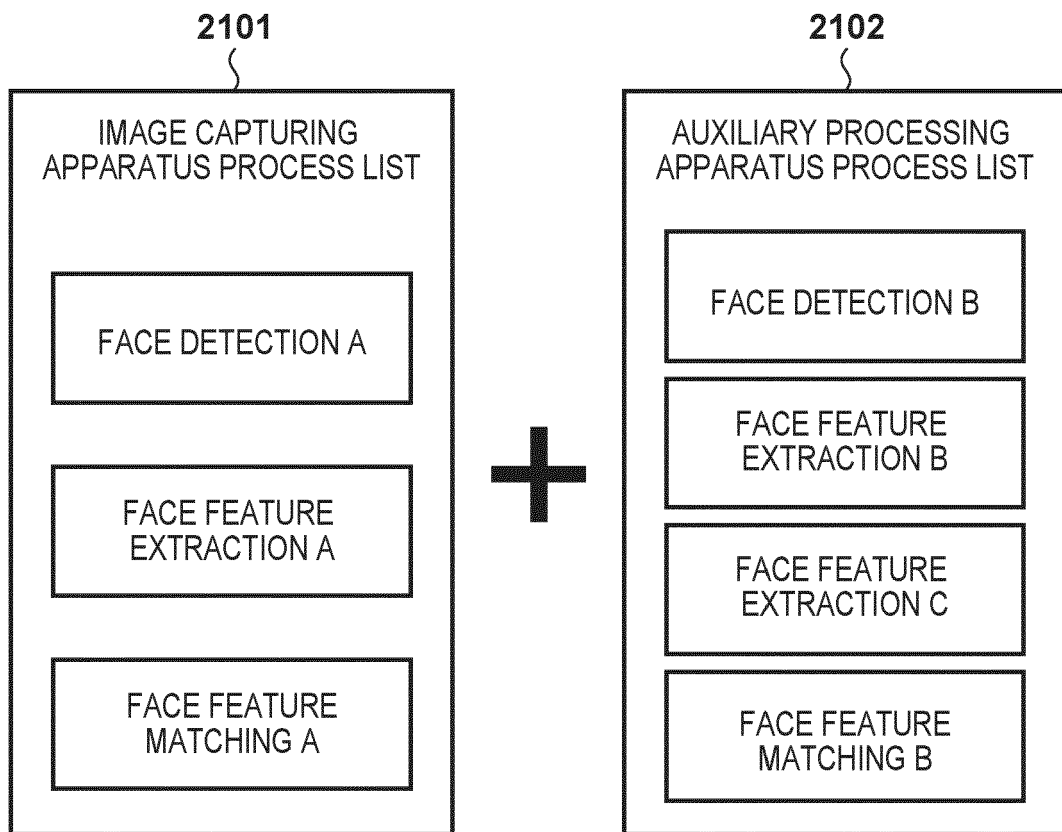 2101
IMAGE CAPTURING
APPARATUS PROCESS LIST
FACE DETECTION A
FACE FEATURE
EXTRACTION A
FACE FEATURE
MATCHING A
+
2102
AUXILIARY PROCESSING
APPARATUS PROCESS LIST
FACE DETECTION B
FACE FEATURE
EXTRACTION B
FACE FEATURE
EXTRACTION C
FACE FEATURE
MATCHING B